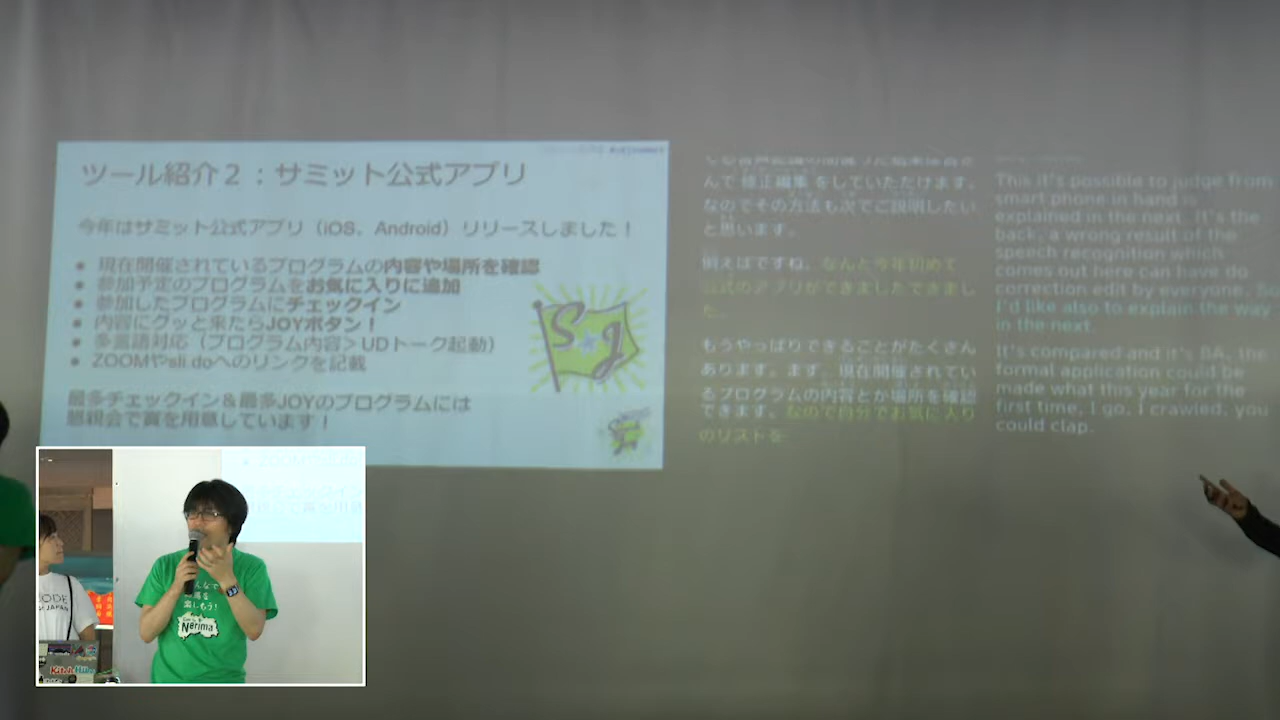 ツール紹介２：サミット公式アプリ
今年はサミット公式アプリ（iOS、Android）リリースしました！
● 現在開催されているプログラムの内容や場所を確認
● 参加予定のプログラムをお気に入りに追加
● 参加したプログラムにチェックイン
● 内容にグッと来たらJOYボタン！
● 多言語対応（プログラム内容＞UDトーク起動）
● ZOOMやsli.doへのリンクを記載
最多チェックイン＆最多JOYのプログラムには
懇親会で賞を用意しています！
SJ
んで 修正編集 をしていただけます。
なのでその方法も次でご説明したい
と思います。
例えばですね、なんと今年初めて
公式のアプリができましたできまし
た。
もうやっぱりできることがたくさん
あります。まず、現在開催されてい
るプログラムの内容とか場所を確認
できます。なので自分でお気に入り
のリストを
This it's possible to judge from
smart phone in hand is
explained in the next. It's the
back, a wrong result of the
speech recognition which
comes out here can have do
correction edit by everyone. So
I'd like also to explain the way
in the next.
It's compared and it's BA, the
formal application could be
made what this year for the
first time, I go, I crawled, you
could clap.
んなで
を
楽しもう！
Nerima
ODE
JAPAN